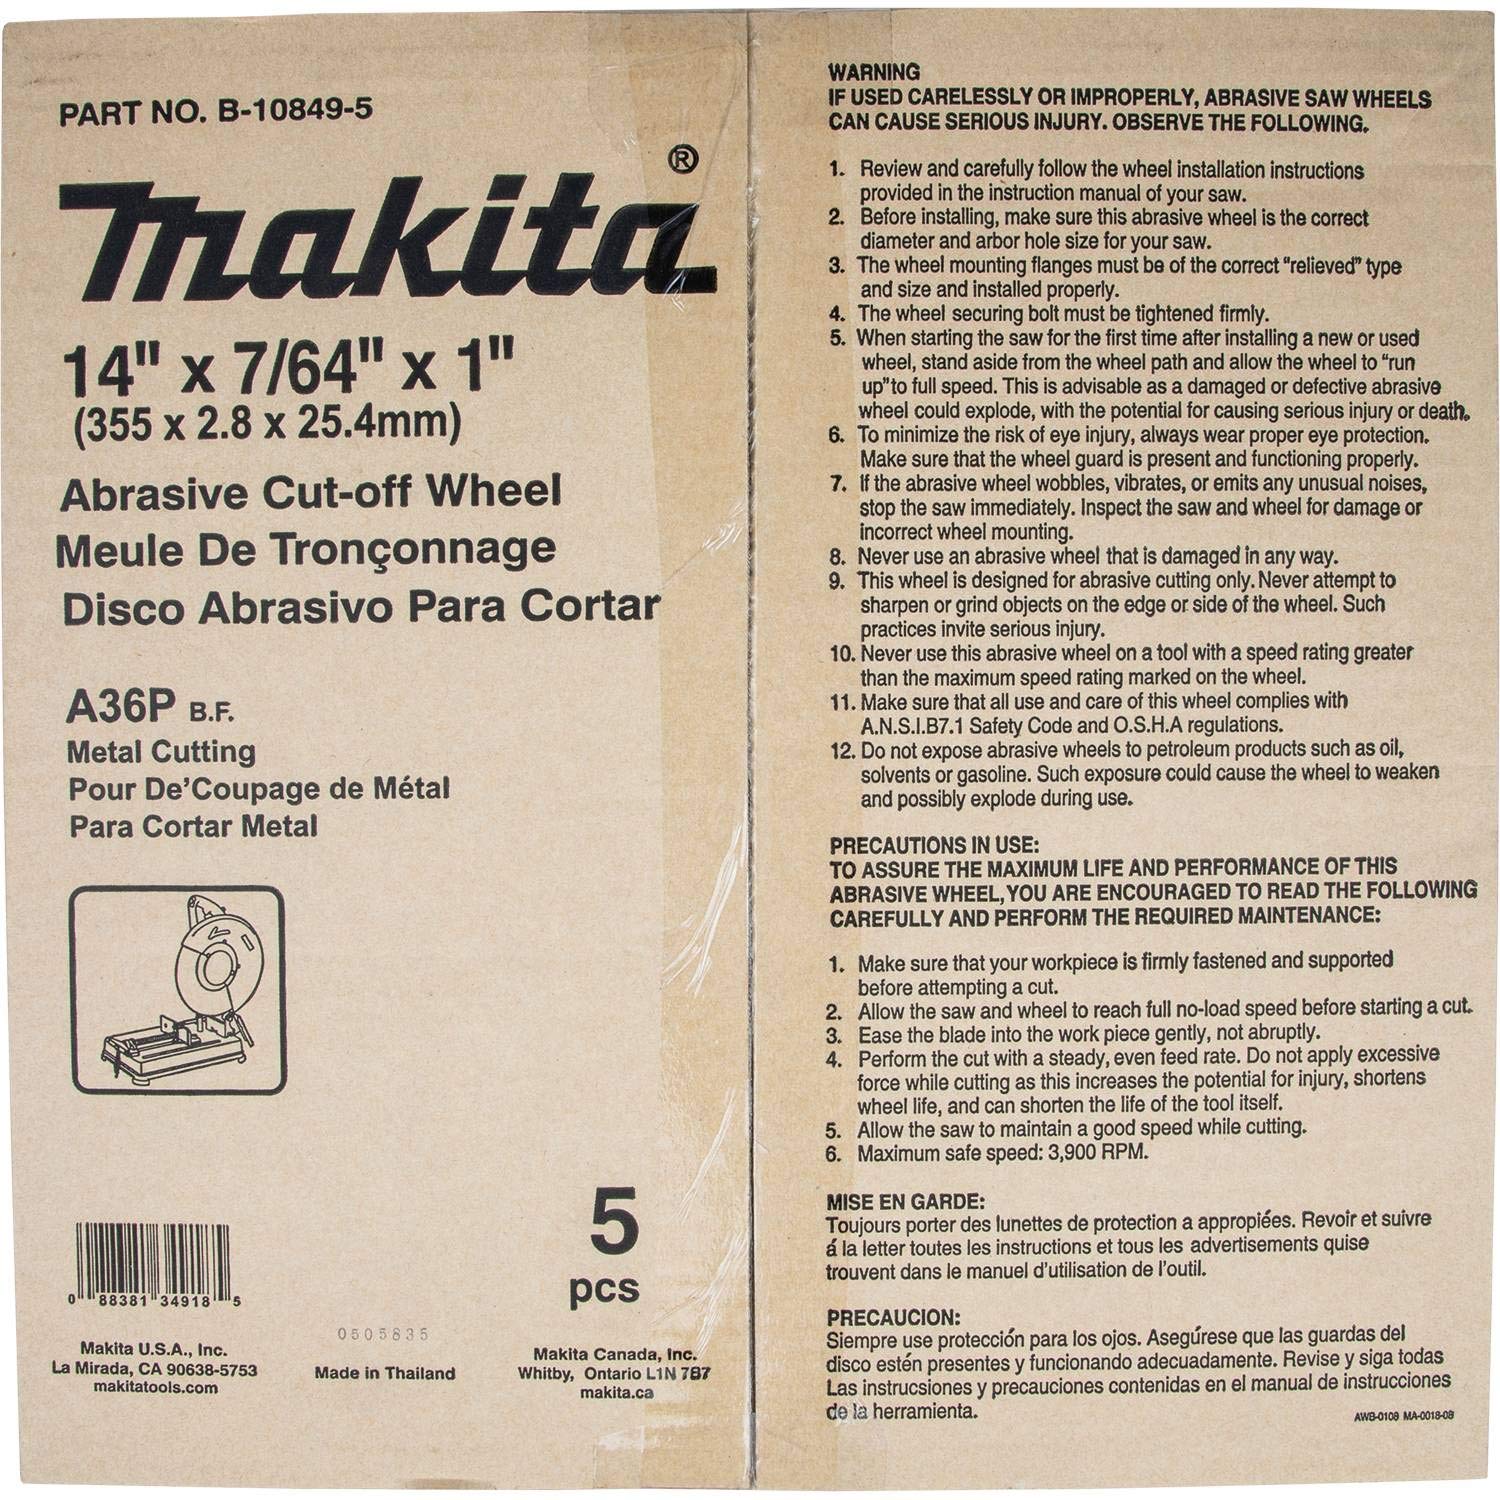 PART NO. B-10849-5
makita®
14" x 7/64" x 1"
(355 x 2.8 x 25.4mm)
Abrasive Cut-off Wheel
Meule De Tronçonnage
Disco Abrasivo Para Cortar
A36P B.F.
Metal Cutting
Pour De'Coupage de Métal
Para Cortar Metal
5
pcs
0 88381 34918 5
Makita U.S.A., Inc.
La Mirada, CA 90638-5753
makitatools.com
0505835
Made in Thailand
Makita Canada, Inc.
Whitby, Ontario L1N 7B7
makita.ca
WARNING
IF USED CARELESSLY OR IMPROPERLY, ABRASIVE SAW WHEELS
CAN CAUSE SERIOUS INJURY. OBSERVE THE FOLLOWING.
1. Review and carefully follow the wheel installation instructions
provided in the instruction manual of your saw.
2. Before installing, make sure this abrasive wheel is the correct
diameter and arbor hole size for your saw.
3. The wheel mounting flanges must be of the correct "relieved" type
and size and installed properly.
4. The wheel securing bolt must be tightened firmly.
5. When starting the saw for the first time after installing a new or used
wheel, stand aside from the wheel path and allow the wheel to "run
up"to full speed. This is advisable as a damaged or defective abrasive
wheel could explode, with the potential for causing serious injury or death.
6. To minimize the risk of eye injury, always wear proper eye protection.
Make sure that the wheel guard is present and functioning properly.
7. If the abrasive wheel wobbles, vibrates, or emits any unusual noises,
stop the saw immediately. Inspect the saw and wheel for damage or
incorrect wheel mounting.
8. Never use an abrasive wheel that is damaged in any way.
9. This wheel is designed for abrasive cutting only. Never attempt to
sharpen or grind objects on the edge or side of the wheel. Such
practices invite serious injury.
10. Never use this abrasive wheel on a tool with a speed rating greater
than the maximum speed rating marked on the wheel.
11. Make sure that all use and care of this wheel complies with
A.N.S.I.B7.1 Safety Code and O.S.H.A regulations.
12. Do not expose abrasive wheels to petroleum products such as oil,
solvents or gasoline. Such exposure could cause the wheel to weaken
and possibly explode during use.
PRECAUTIONS IN USE:
TO ASSURE THE MAXIMUM LIFE AND PERFORMANCE OF THIS
ABRASIVE WHEEL, YOU ARE ENCOURAGED TO READ THE FOLLOWING
CAREFULLY AND PERFORM THE REQUIRED MAINTENANCE:
1. Make sure that your workpiece is firmly fastened and supported
before attempting a cut.
2. Allow the saw and wheel to reach full no-load speed before starting a cut.
3. Ease the blade into the work piece gently, not abruptly.
4. Perform the cut with a steady, even feed rate. Do not apply excessive
force while cutting as this increases the potential for injury, shortens
wheel life, and can shorten the life of the tool itself.
5. Allow the saw to maintain a good speed while cutting.
6. Maximum safe speed: 3,900 RPM.
MISE EN GARDE:
Toujours porter des lunettes de protection a appropiées. Revoir et suivre
á la letter toutes les instructions et tous les advertisements quise
trouvent dans le manuel d'utilisation de l'outil.
PRECAUCION:
Siempre use protección para los ojos. Asegúrese que las guardas del
disco estén presentes y funcionando adecuadamente. Revise y siga todas
Las instrucsiones y precauciones contenidas en el manual de instrucciones
de la herramienta.
AWB-0108 MA-0018-08